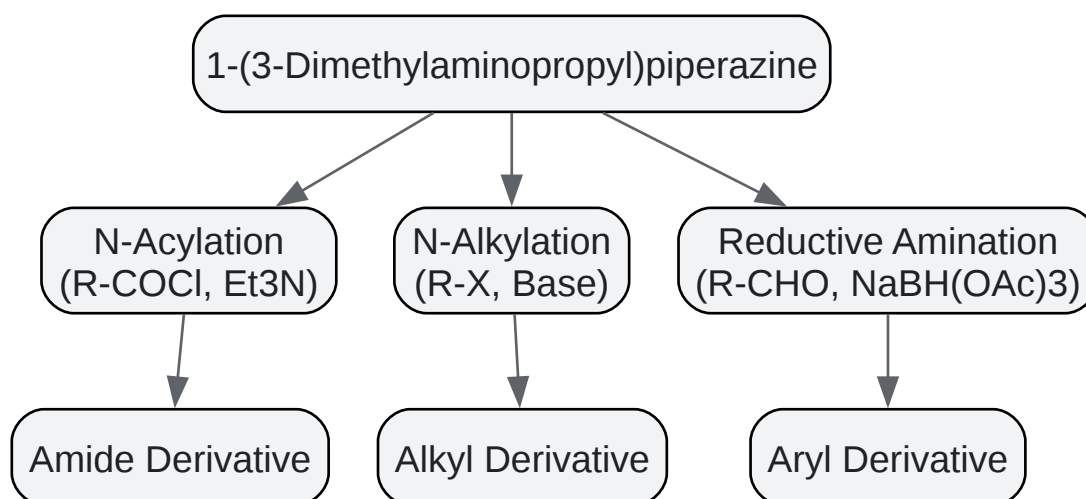 1-(3-Dimethylaminopropyl)piperazine
N-Acylation
(R-COCl, Et3N)
N-Alkylation
(R-X, Base)
Reductive Amination
(R-CHO, NaBH(OAc)3)
Amide Derivative
Alkyl Derivative
Aryl Derivative